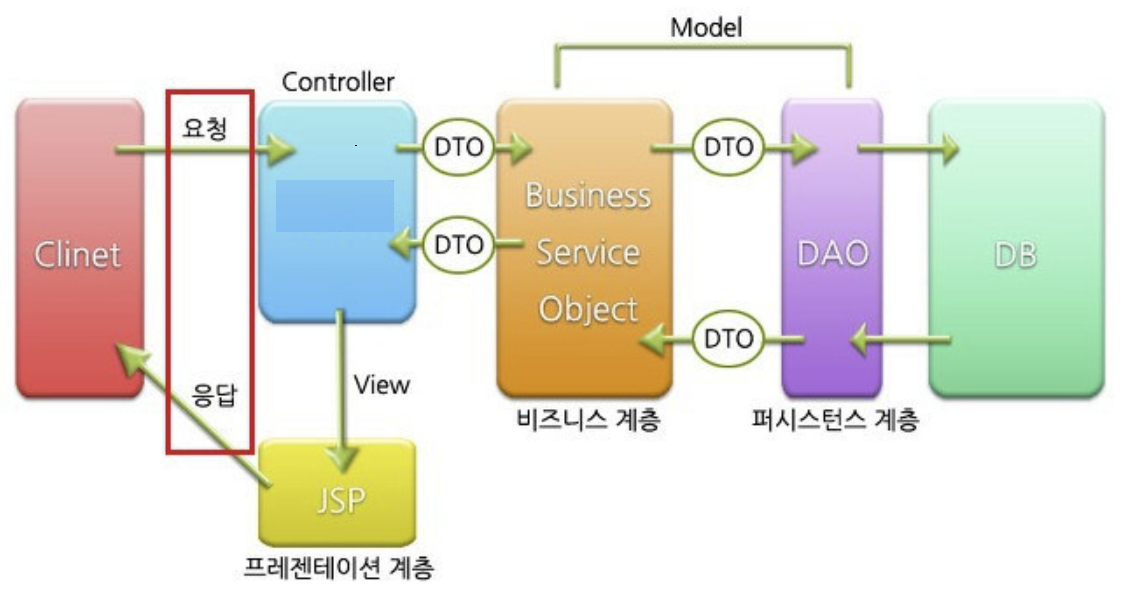 Model
Controller
요청
DTO
DTO
Clinet
DTO
Business
Service
Object
DTO
DAO
DB
응답
View
비즈니스 계층
퍼시스턴스 계층
JSP
프레젠테이션 계층